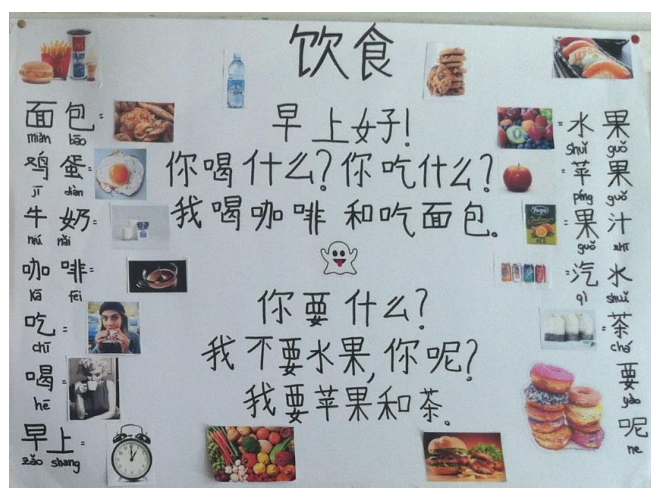 饮食
早上好!
你喝什么?你吃什么?
我喝咖啡和吃面包。
你要什么?
我不要水果,你呢?
我要苹果和茶。
面包=
miàn bāo
鸡蛋=
jī dàn
牛奶=
niú nǎi
咖啡=
kā fēi
吃=
chī
喝=
hē
早上=
zǎo shang
=水果
shuǐ guǒ
=苹果
píng guǒ
=果汁
guǒ zhī
=汽水
qì shuǐ
=茶
chá
要
yào
呢
ne